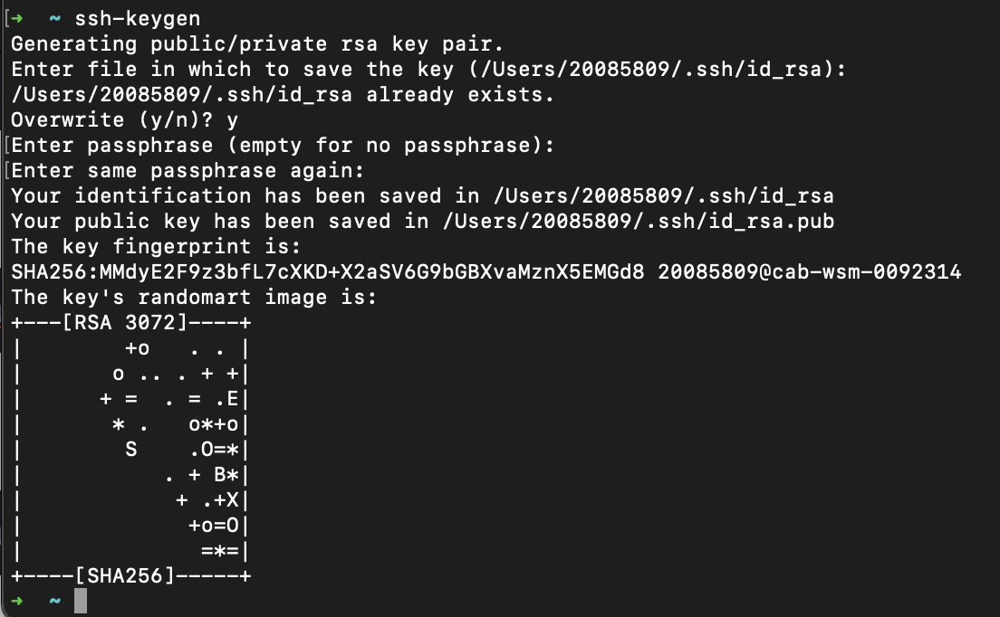 [➜  ~ ssh-keygen
Generating public/private rsa key pair.
Enter file in which to save the key (/Users/20085809/.ssh/id_rsa):
/Users/20085809/.ssh/id_rsa already exists.
Overwrite (y/n)? y
[Enter passphrase (empty for no passphrase):
[Enter same passphrase again:
Your identification has been saved in /Users/20085809/.ssh/id_rsa
Your public key has been saved in /Users/20085809/.ssh/id_rsa.pub
The key fingerprint is:
SHA256:MMdyE2F9z3bfL7cXKD+X2aSV6G9bGBXvaMznX5EMGd8 20085809@cab-wsm-0092314
The key's randomart image is:
+---[RSA 3072]----+
|        +o   . . |
|       o .. . + +|
|      + =  . = .E|
|       * .   o*+o|
|        S    .O=*|
|           . + B*|
|            + .+X|
|             +o=O|
|              =*=|
+----[SHA256]-----+
➜  ~